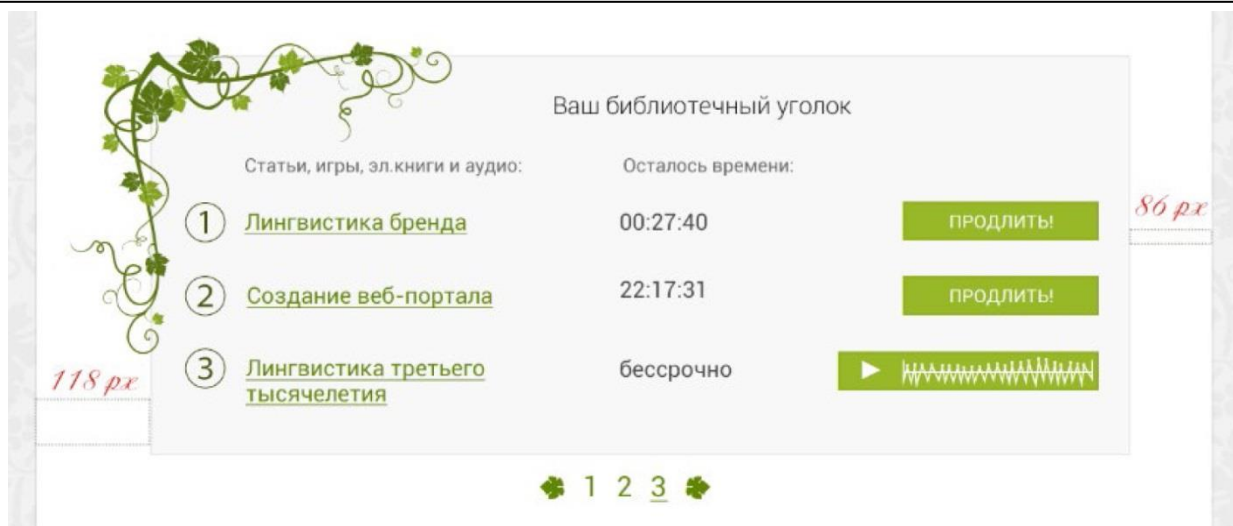 Ваш библиотечный уголок
Статьи, игры, эл.книги и аудио: Осталось времени:
86 px
1 Лингвистика бренда 00:27:40 ПРОДЛИТЬ!
2 Создание веб-портала 22:17:31 ПРОДЛИТЬ!
3 Лингвистика третьего бессрочно
тысячелетия
118 px
1 2 3